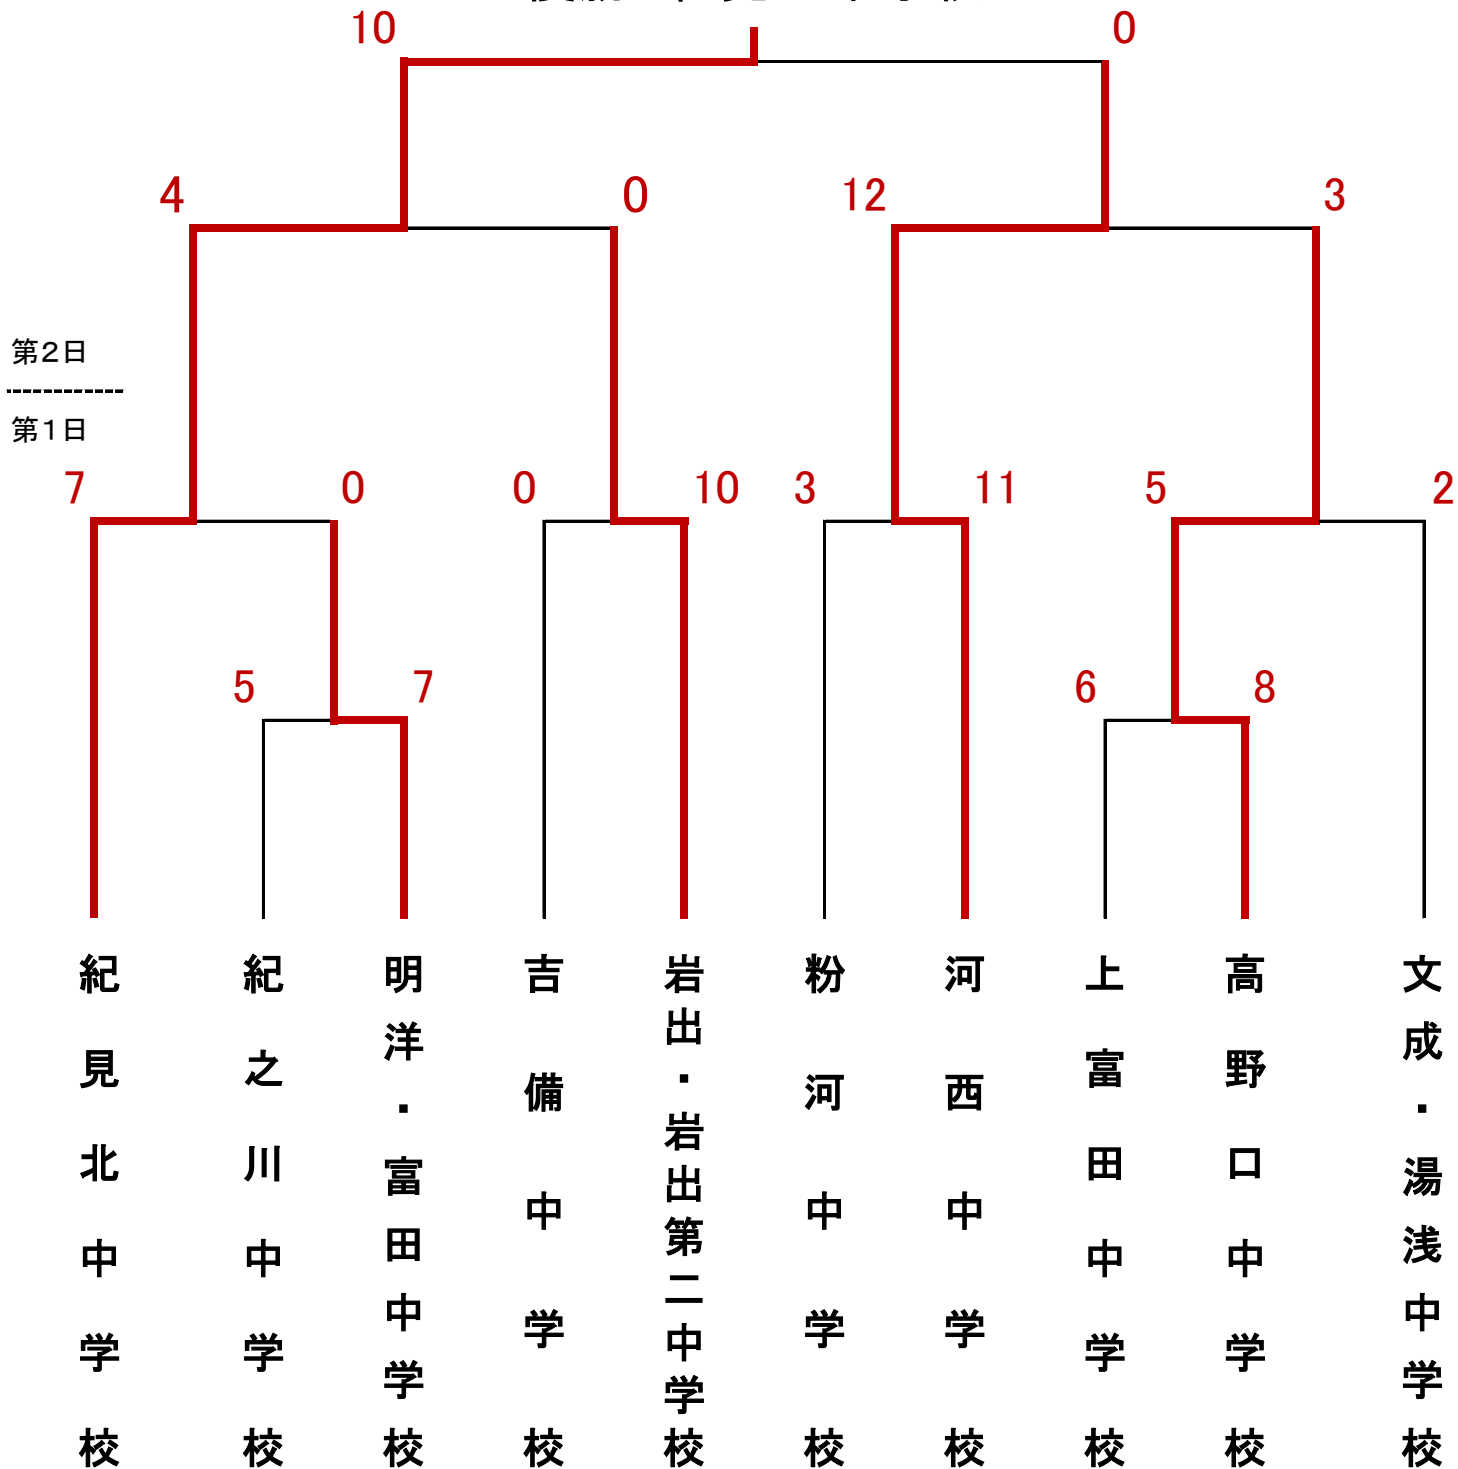 10 0
4 0 12 3
第2日
第1日
7 0 0 10 3 11 5 2
5 7 6 8
紀見北中学校
紀之川中学校
明洋・富田中学校
吉備中学校
岩出・岩出第二中学校
粉河中学校
河西中学校
上富田中学校
高野口中学校
文成・湯浅中学校